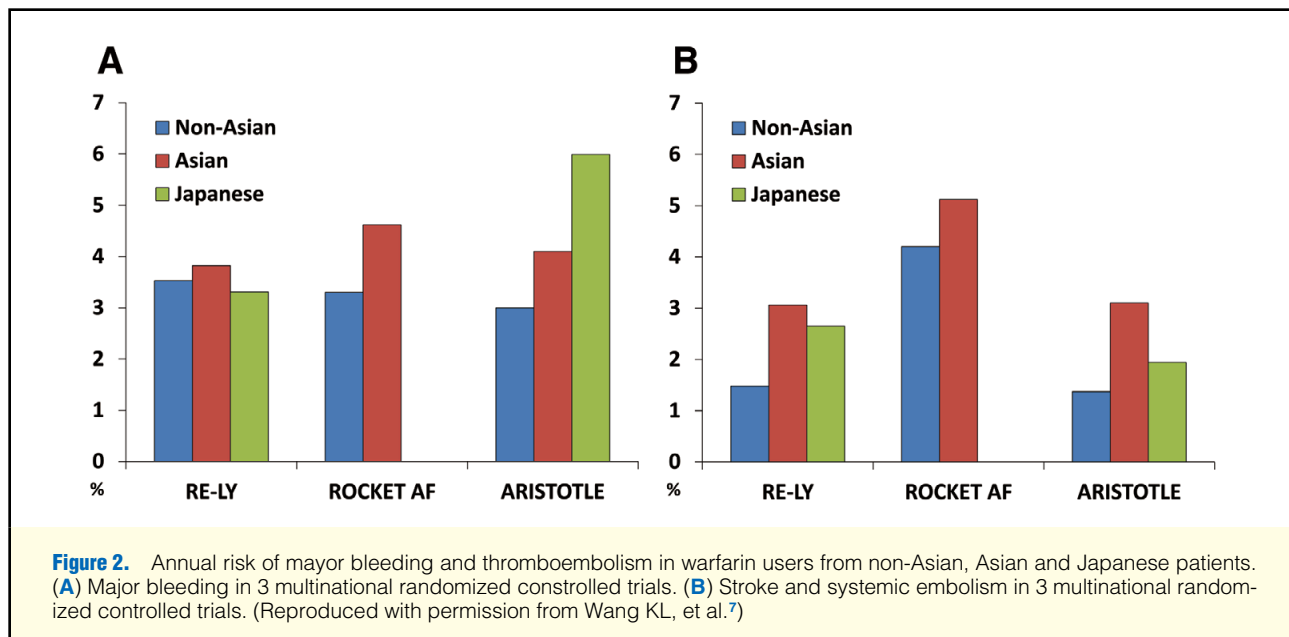 A
7
6
5
4
3
2
1
0
%
Non-Asian
Asian
Japanese
RE-LY ROCKET AF ARISTOTLE
B
7
6
5
4
3
2
1
0
%
Non-Asian
Asian
Japanese
RE-LY ROCKET AF ARISTOTLE
Figure 2. Annual risk of mayor bleeding and thromboembolism in warfarin users from non-Asian, Asian and Japanese patients.
(A) Major bleeding in 3 multinational randomized constrolled trials. (B) Stroke and systemic embolism in 3 multinational random-
ized controlled trials. (Reproduced with permission from Wang KL, et al.7)